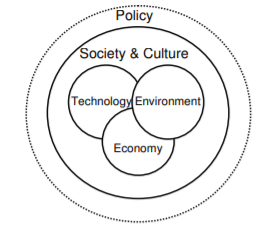 Policy
Society & Culture
Technology Environment
Economy